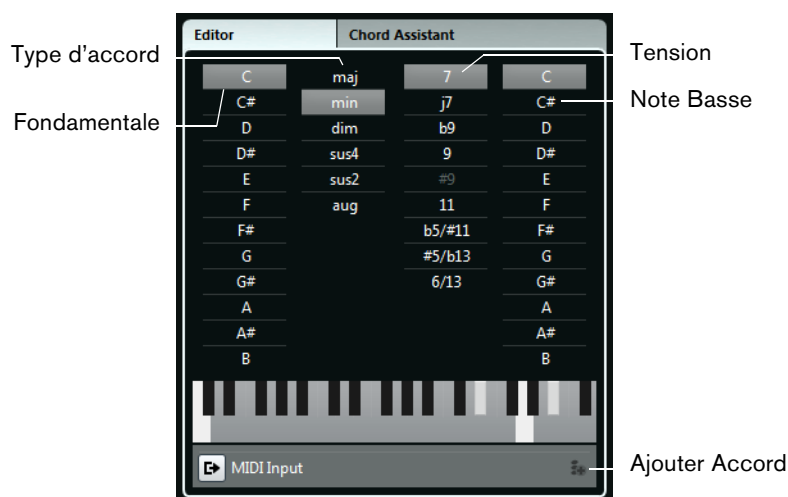 Editor
Chord Assistant
Type d'accord
Tension
Fondamentale
Note Basse
C maj 7 C
C# min j7 C#
D dim b9 D
D# sus4 9 D#
E sus2 #9 E
F aug 11 F
F# b5/#11 F#
G #5/b13 G
G# 6/13 G#
A A
A# A#
B B
MIDI Input
Ajouter Accord